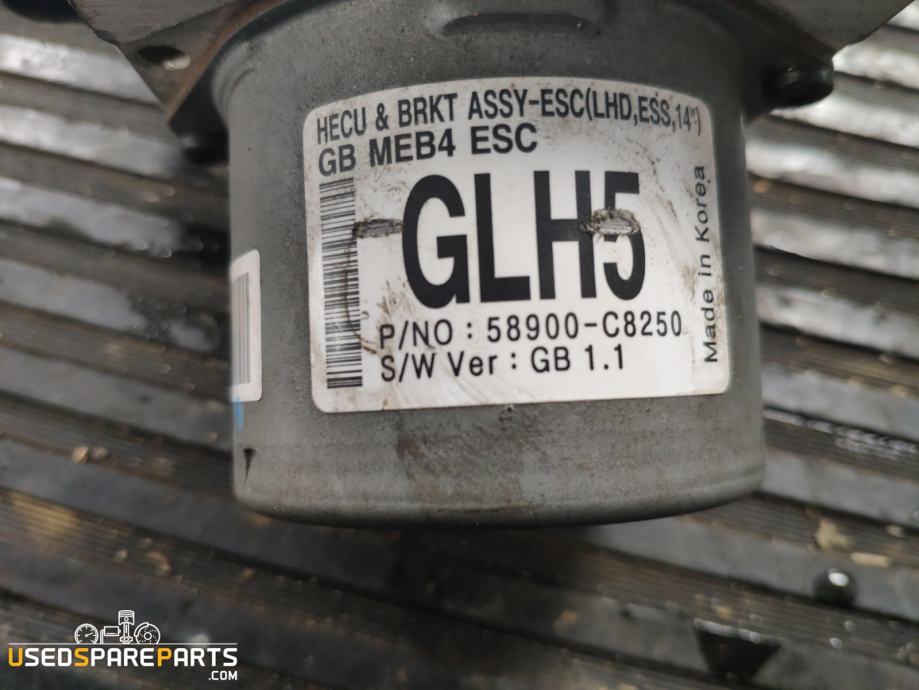 HECU & BRKT ASSY-ESC(LHD,ESS,14")
GB MEB4 ESC
GLH5
P/NO : 58900-C8250
S/W Ver : GB 1.1
Made in Korea
USEDSPAREPARTS
.COM